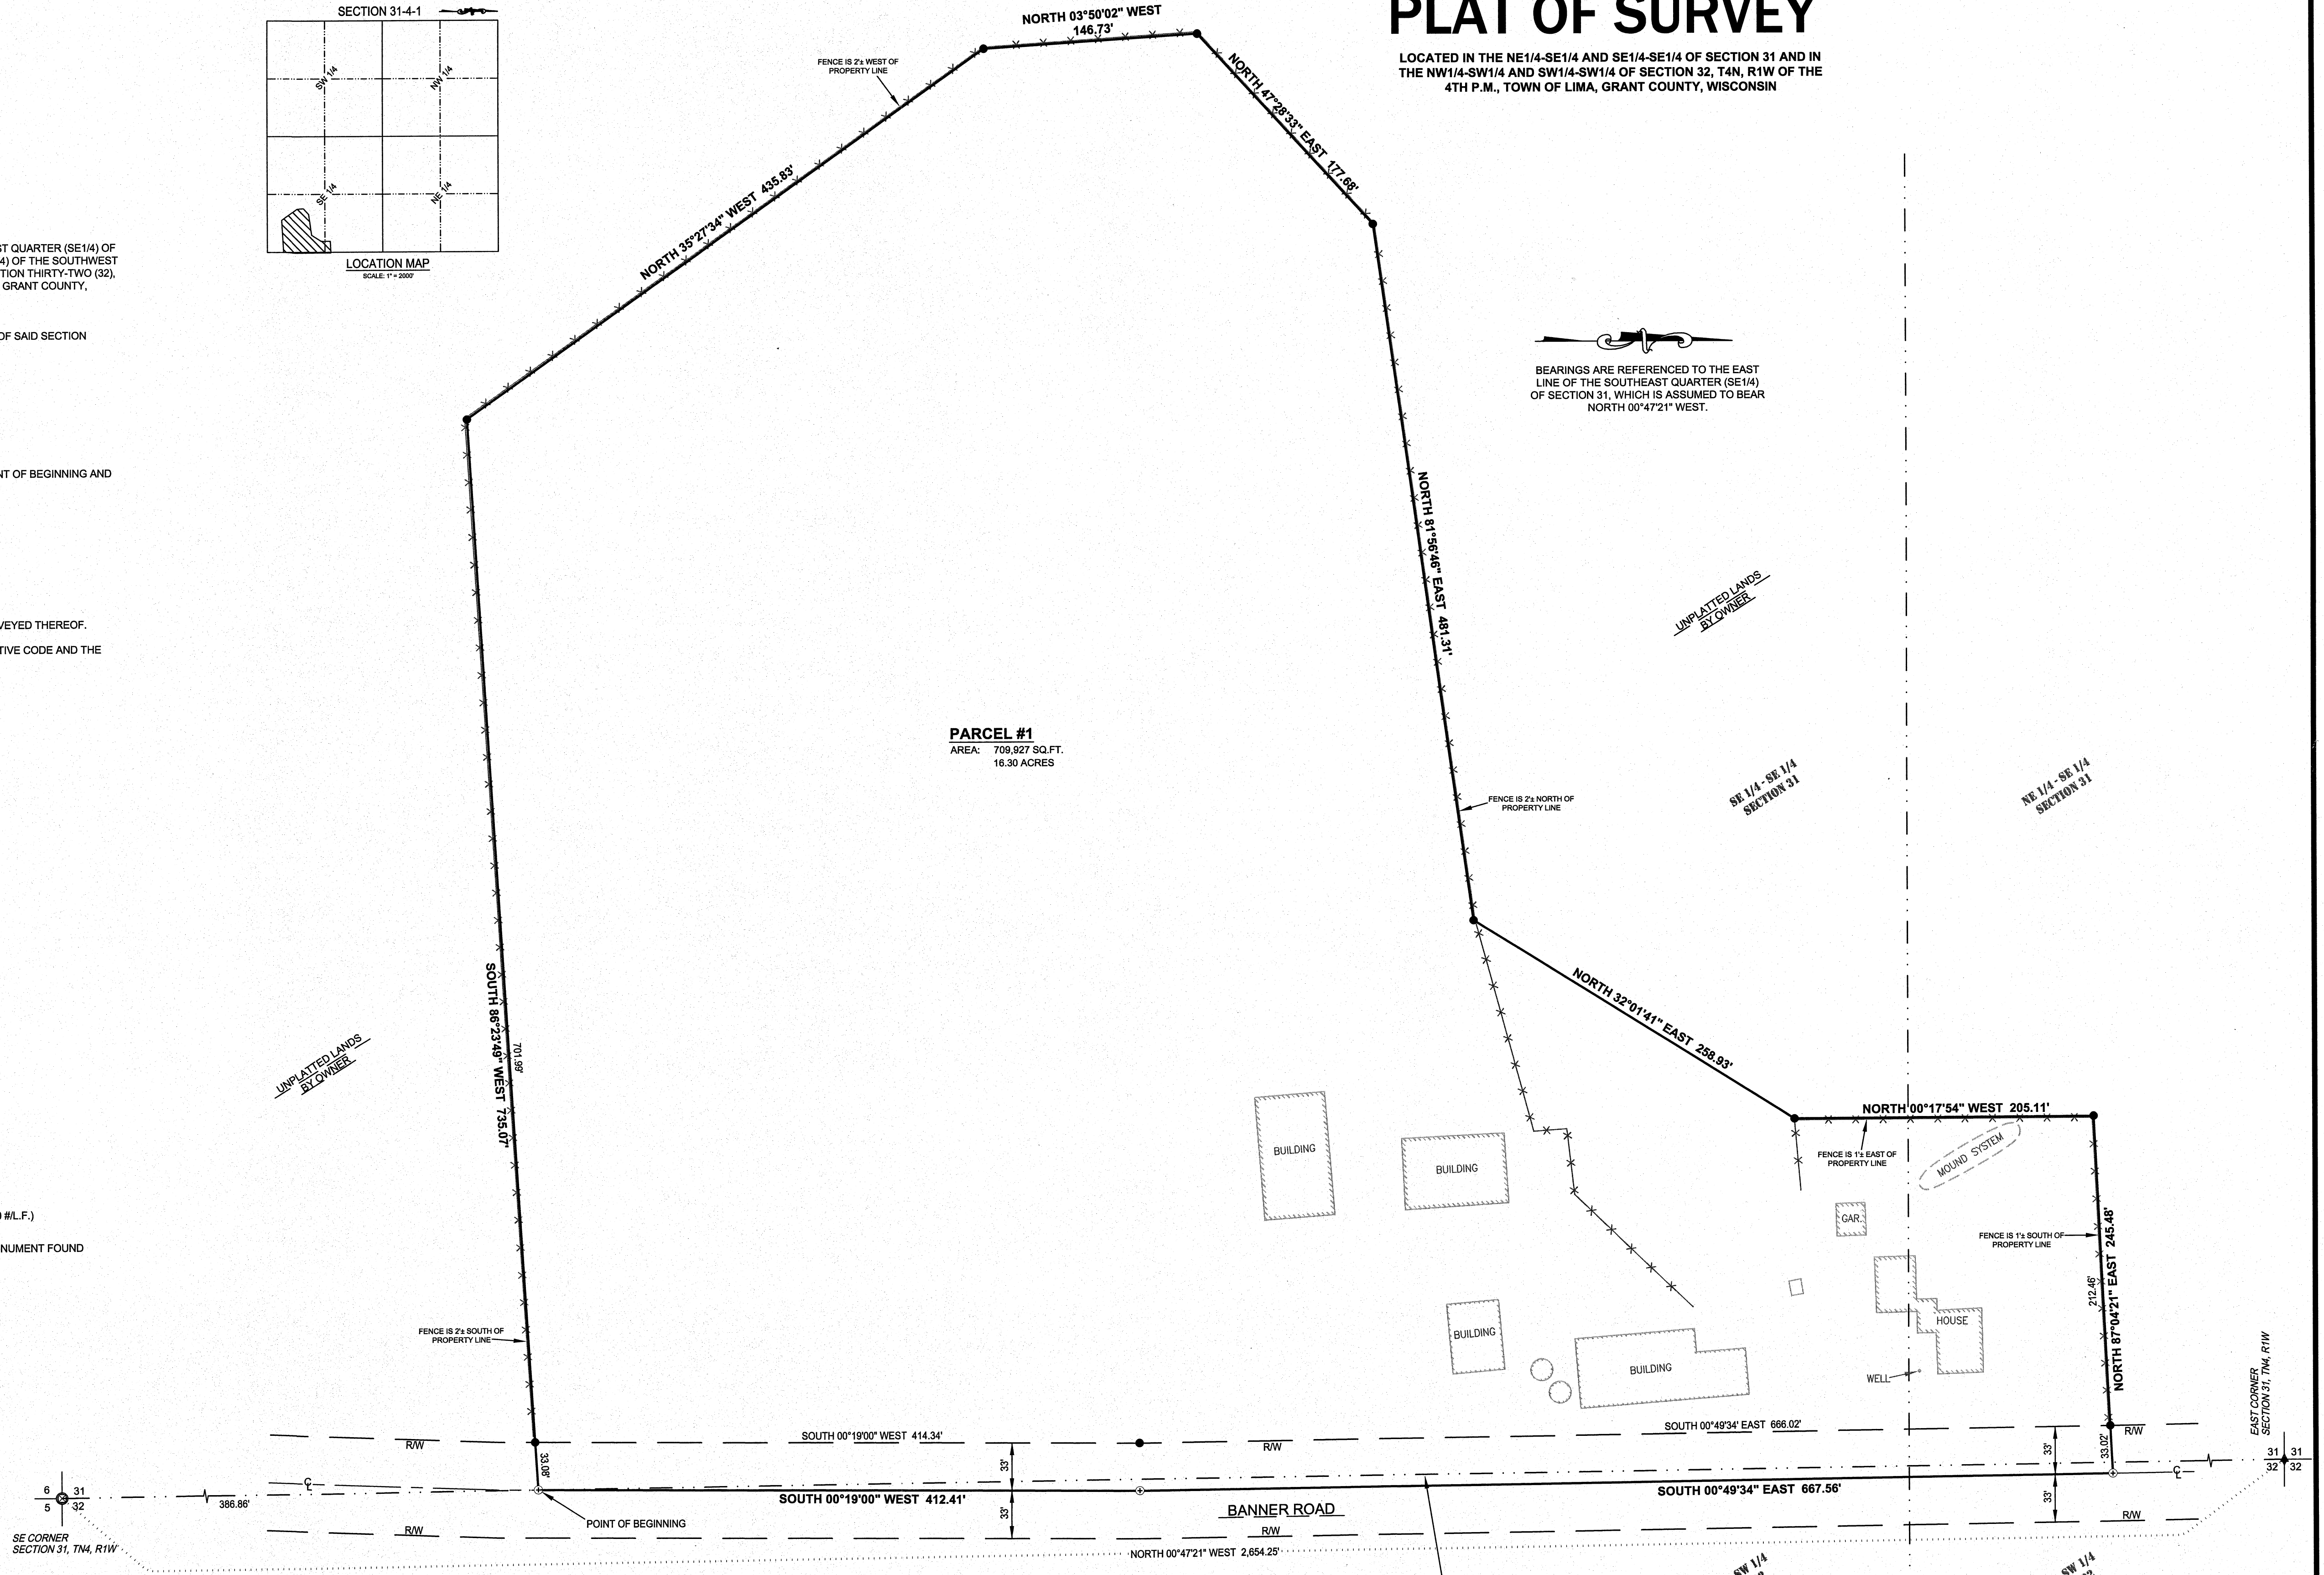 SECTION 31-4-1
SW 1/4
NW 1/4
SE 1/4
NE 1/4
LOCATION MAP
SCALE: 1" = 2000'
PLAT OF SURVEY
LOCATED IN THE NE1/4-SE1/4 AND SE1/4-SE1/4 OF SECTION 31 AND IN
THE NW1/4-SW1/4 AND SW1/4-SW1/4 OF SECTION 32, T4N, R1W OF THE
4TH P.M., TOWN OF LIMA, GRANT COUNTY, WISCONSIN
NORTH 03°50'02" WEST
146.73'
FENCE IS 2'± WEST OF
PROPERTY LINE
NORTH 47°28'33" EAST 177.68'
NORTH 35°27'34" WEST 435.83'
ST QUARTER (SE1/4) OF
4) OF THE SOUTHWEST
TION THIRTY-TWO (32),
GRANT COUNTY,
OF SAID SECTION
NT OF BEGINNING AND
VEYED THEREOF.
TIVE CODE AND THE
#/L.F.)
NUMENT FOUND
BEARINGS ARE REFERENCED TO THE EAST
LINE OF THE SOUTHEAST QUARTER (SE1/4)
OF SECTION 31, WHICH IS ASSUMED TO BEAR
NORTH 00°47'21" WEST.
NORTH 81°56'46" EAST 481.31'
UNPLATTED LANDS
BY OWNER
PARCEL #1
AREA: 709,927 SQ.FT.
16.30 ACRES
SE 1/4 - SE 1/4
SECTION 31
NE 1/4 - SE 1/4
SECTION 31
FENCE IS 2'± NORTH OF
PROPERTY LINE
SOUTH 86°23'49" WEST 735.07'
701.99'
UNPLATTED LANDS
BY OWNER
NORTH 32°01'41" EAST 258.93'
NORTH 00°17'54" WEST 205.11'
FENCE IS 1'± EAST OF
PROPERTY LINE
MOUND SYSTEM
BUILDING
BUILDING
GAR.
FENCE IS 1'± SOUTH OF
PROPERTY LINE
NORTH 87°04'21" EAST 245.48'
212.46'
HOUSE
BUILDING
BUILDING
WELL
FENCE IS 2'± SOUTH OF
PROPERTY LINE
EAST CORNER
SECTION 31, TN4, R1W
R/W
SOUTH 00°19'00" WEST 414.34'
R/W
SOUTH 00°49'34' EAST 666.02'
R/W
33.08'
33'
33'
33.02'
31 31
32 32
6 31
5 32
386.86'
SOUTH 00°19'00" WEST 412.41'
33'
SOUTH 00°49'34" EAST 667.56'
33'
BANNER ROAD
POINT OF BEGINNING
R/W
R/W
R/W
SE CORNER
SECTION 31, TN4, R1W
NORTH 00°47'21" WEST 2,654.25'
SW 1/4
SW 1/4